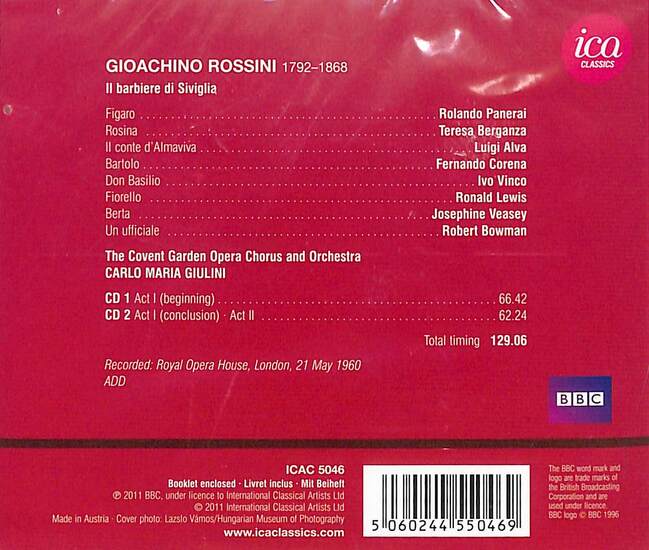 GIOACHINO ROSSINI 1792–1868
ica
CLASSICS
Il barbiere di Siviglia
Figaro ........ Rolando Panerai
Rosina ........ Teresa Berganza
Il conte d'Almaviva ........ Luigi Alva
Bartolo ........ Fernando Corena
Don Basilio ........ Ivo Vinco
Fiorello ........ Ronald Lewis
Berta ........ Josephine Veasey
Un ufficiale ........ Robert Bowman
The Covent Garden Opera Chorus and Orchestra
CARLO MARIA GIULINI
CD 1 Act I (beginning) ........ 66.42
CD 2 Act I (conclusion) · Act II ........ 62.24
Total timing 129.06
Recorded: Royal Opera House, London, 21 May 1960
ADD
BBC
ICAC 5046
Booklet enclosed · Livret inclus · Mit Beiheft
℗ 2011 BBC, under licence to International Classical Artists Ltd
© 2011 International Classical Artists Ltd
Made in Austria · Cover photo: Lazslo Vámos/Hungarian Museum of Photography
www.icaclassics.com
5 060244 550469
The BBC word mark and
logo are trade marks of
the British Broadcasting
Corporation and are
used under licence.
BBC logo © BBC 1996